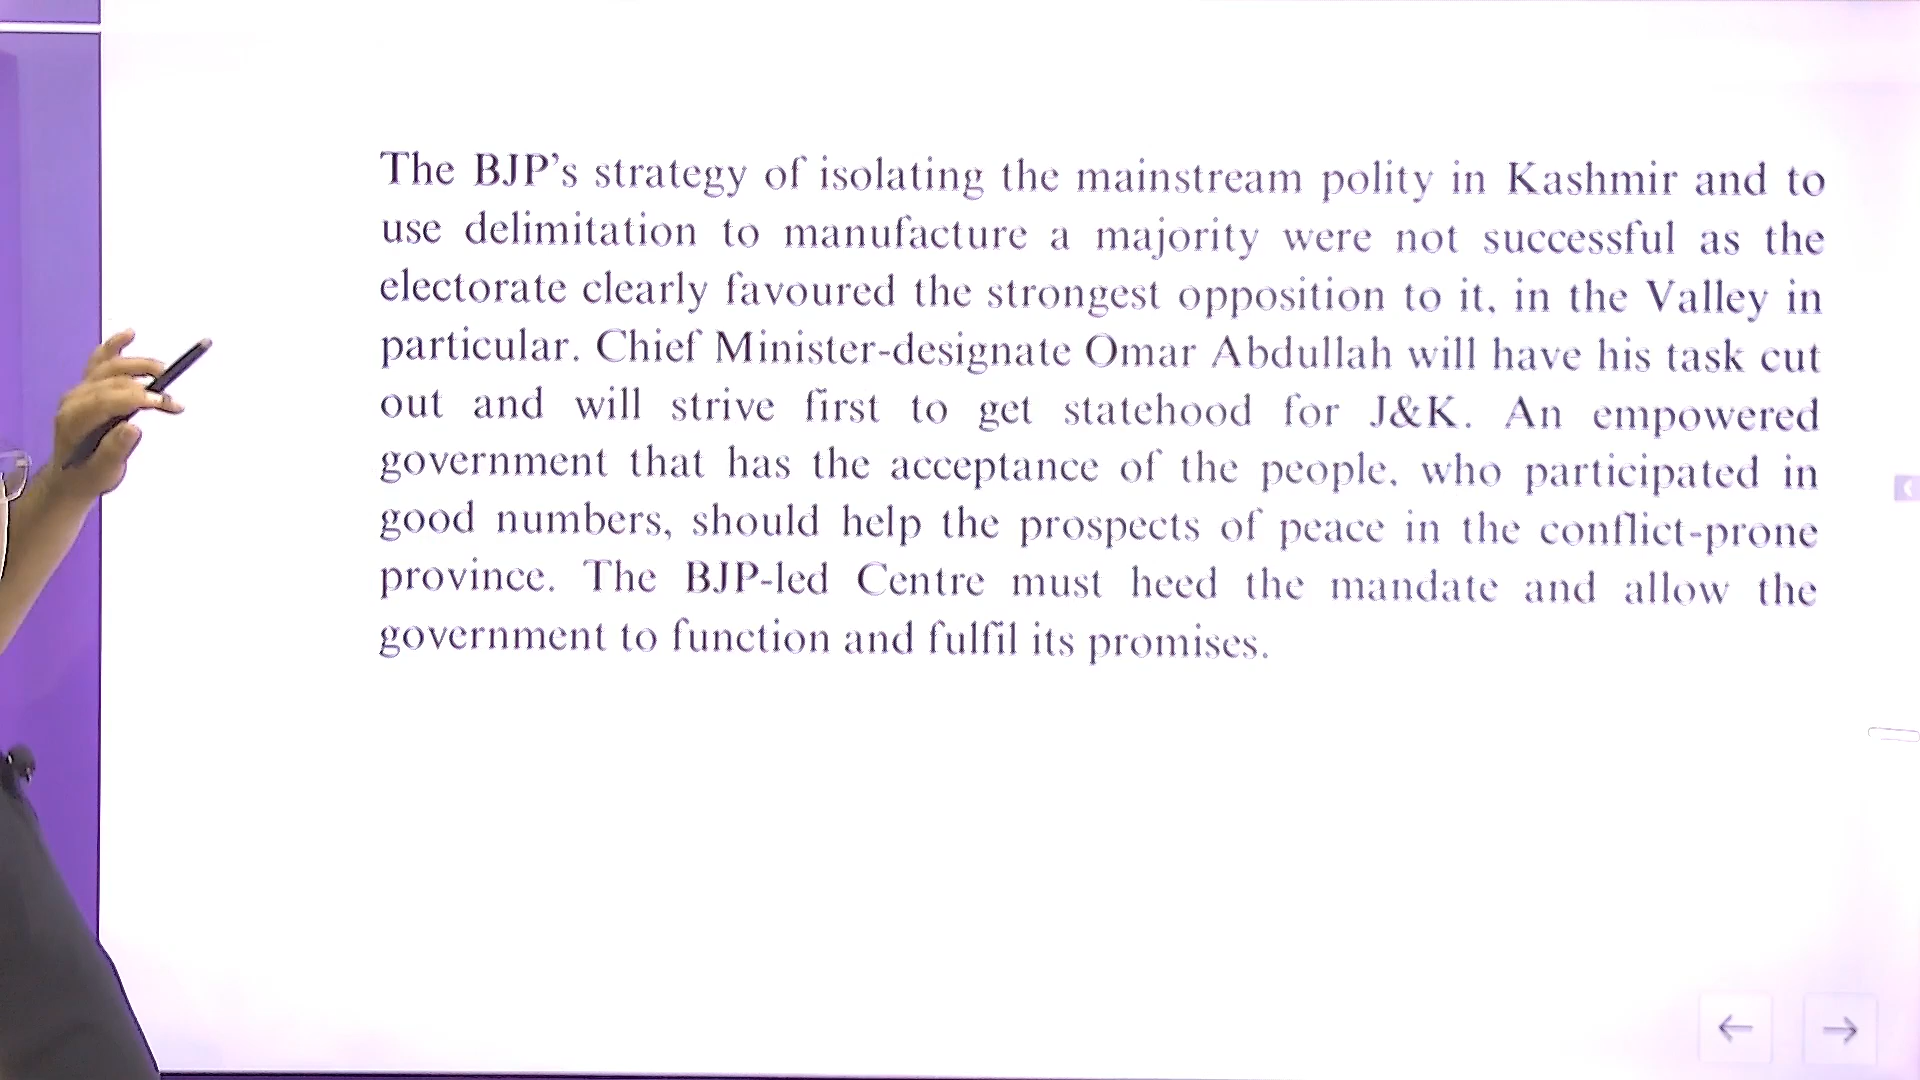 The BJP's strategy of isolating the mainstream polity in Kashmir and to
use delimitation to manufacture a majority were not successful as the
electorate clearly favoured the strongest opposition to it, in the Valley in
particular. Chief Minister-designate Omar Abdullah will have his task cut
out and will strive first to get statehood for J&K. An empowered
government that has the acceptance of the people, who participated in
good numbers, should help the prospects of peace in the conflict-prone
province. The BJP-led Centre must heed the mandate and allow the
government to function and fulfil its promises.